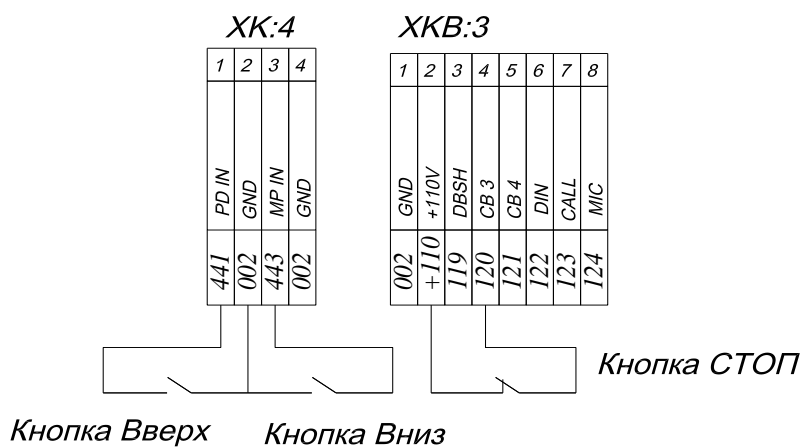 XK:4
XKB:3
1 2 3 4
1 2 3 4 5 6 7 8
PD IN
GND
MP IN
GND
GND
+110V
DBSH
CB 3
CB 4
DIN
CALL
MIC
441
002
443
002
002
+110
119
120
121
122
123
124
Кнопка СТОП
Кнопка Вверх
Кнопка Вниз